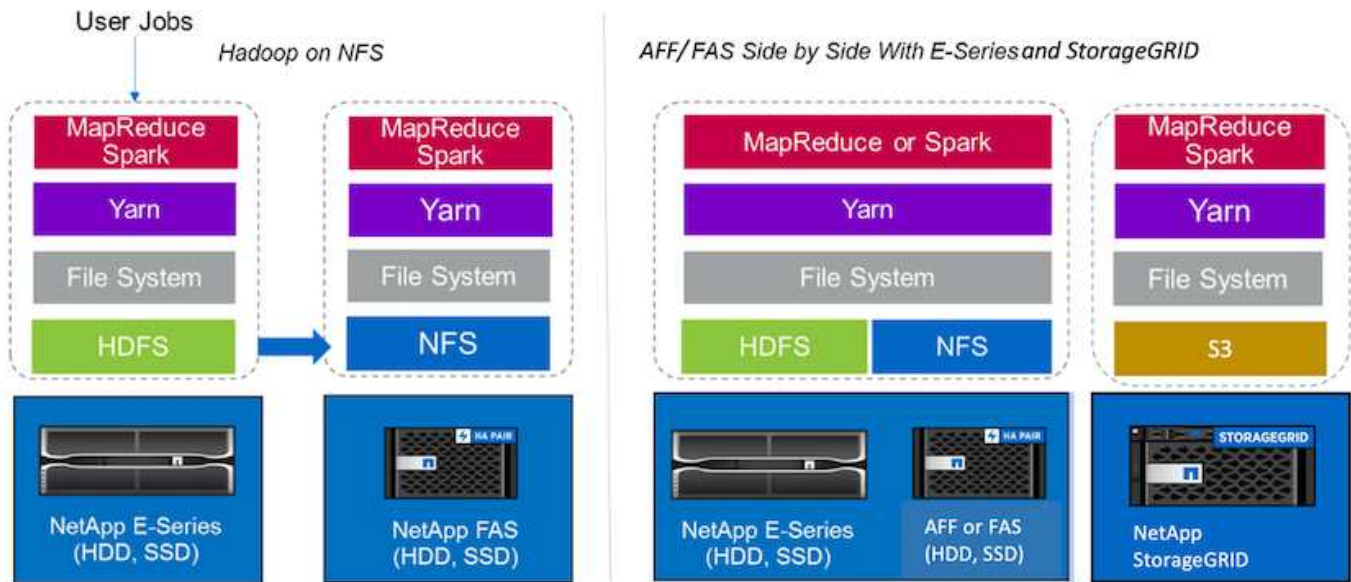 User Jobs
Hadoop on NFS
MapReduce
Spark
Yarn
File System
HDFS
NetApp E-Series
(HDD, SSD)
MapReduce
Spark
Yarn
File System
NFS
HA PAIR
NetApp FAS
(HDD, SSD)
AFF/FAS Side by Side With E-Series and StorageGRID
MapReduce or Spark
Yarn
File System
HDFS
NFS
NetApp E-Series
(HDD, SSD)
HA PAIR
AFF or FAS
(HDD, SSD)
MapReduce
Spark
Yarn
File System
S3
STORAGEGRID
NetApp
StorageGRID